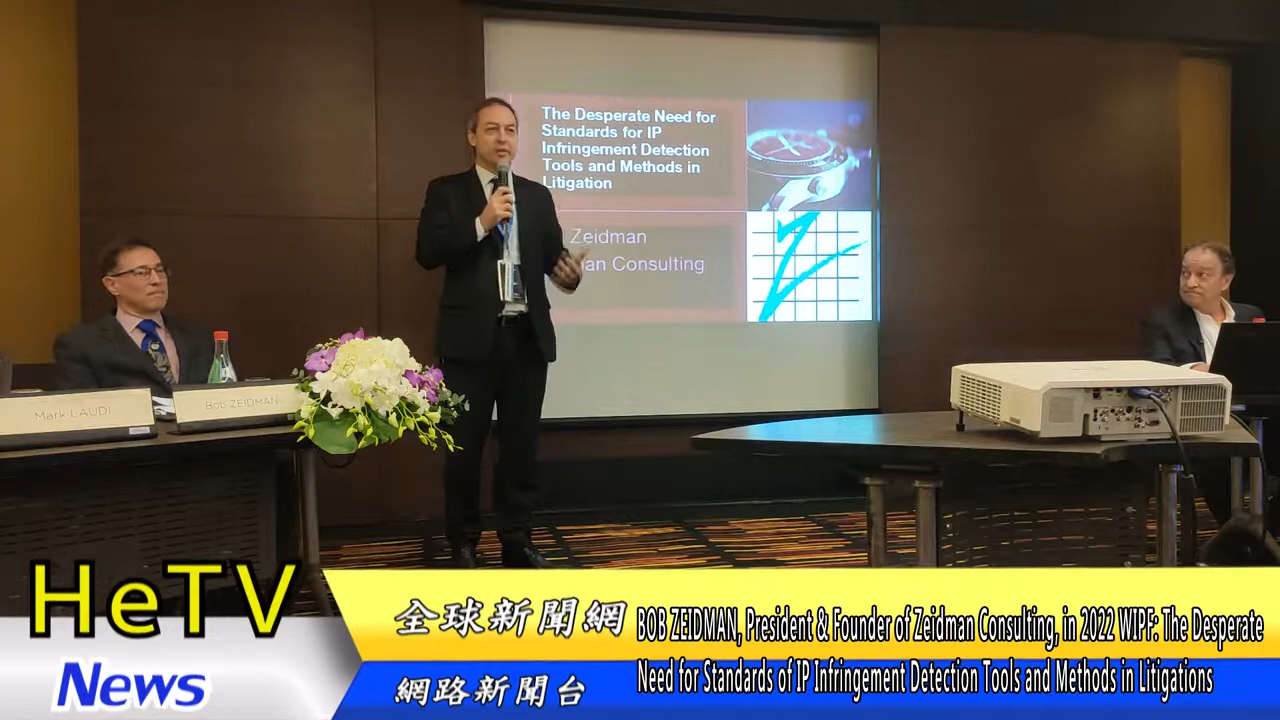 The Desperate Need for
Standards for IP
Infringement Detection
Tools and Methods in
Litigation
Zeidman
Consulting
Mark LAUDI
Bob ZEIDMAN
HeTV
News
全球新聞網
網路新聞台
BOB ZEIDMAN, President & Founder of Zeidman Consulting, in 2022 WIPF: The Desperate
Need for Standards of IP Infringement Detection Tools and Methods in Litigations